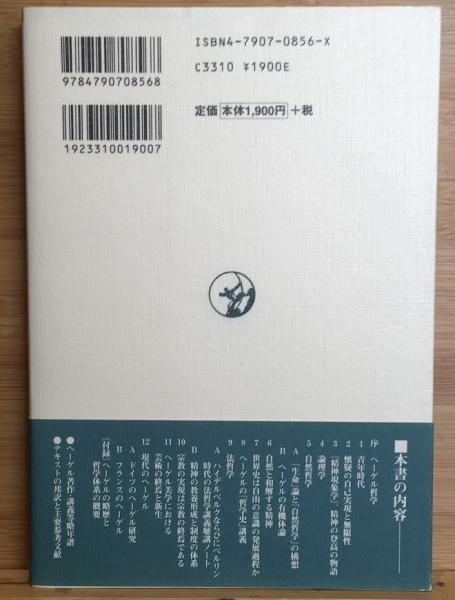 ISBN4-7907-0856-X
C3310 ¥1900E
9784790708568
定価 本体1,900円 +税
1923310019007
■本書の内容
序 ヘーゲル哲学
1 青年時代
2 懐疑の自己実現と無限性
3 『精神現象学』、精神の登高の物語
4 論理学
5 自然哲学
A 「生命」論と「自然哲学」の構想
B ヘーゲルの有機体論
6 自然と和解する精神
7 世界史は自由の意識の発展過程か
8 ヘーゲルの「哲学史」講義
9 法哲学
A ハイデルベルクならびにベルリン
時代の法哲学講義聴講ノート
B 精神の教養形成と制度の体系
10 宗教の実現は宗教の終焉である
11 ヘーゲル美学における
芸術の終焉と新生
12 現代のヘーゲル
A ドイツのヘーゲル研究
B フランスのヘーゲル
〔付録〕ヘーゲルの略歴と
哲学体系の概要
●ヘーゲル著作・講義等略年譜
●テキストの邦訳と主要参考文献